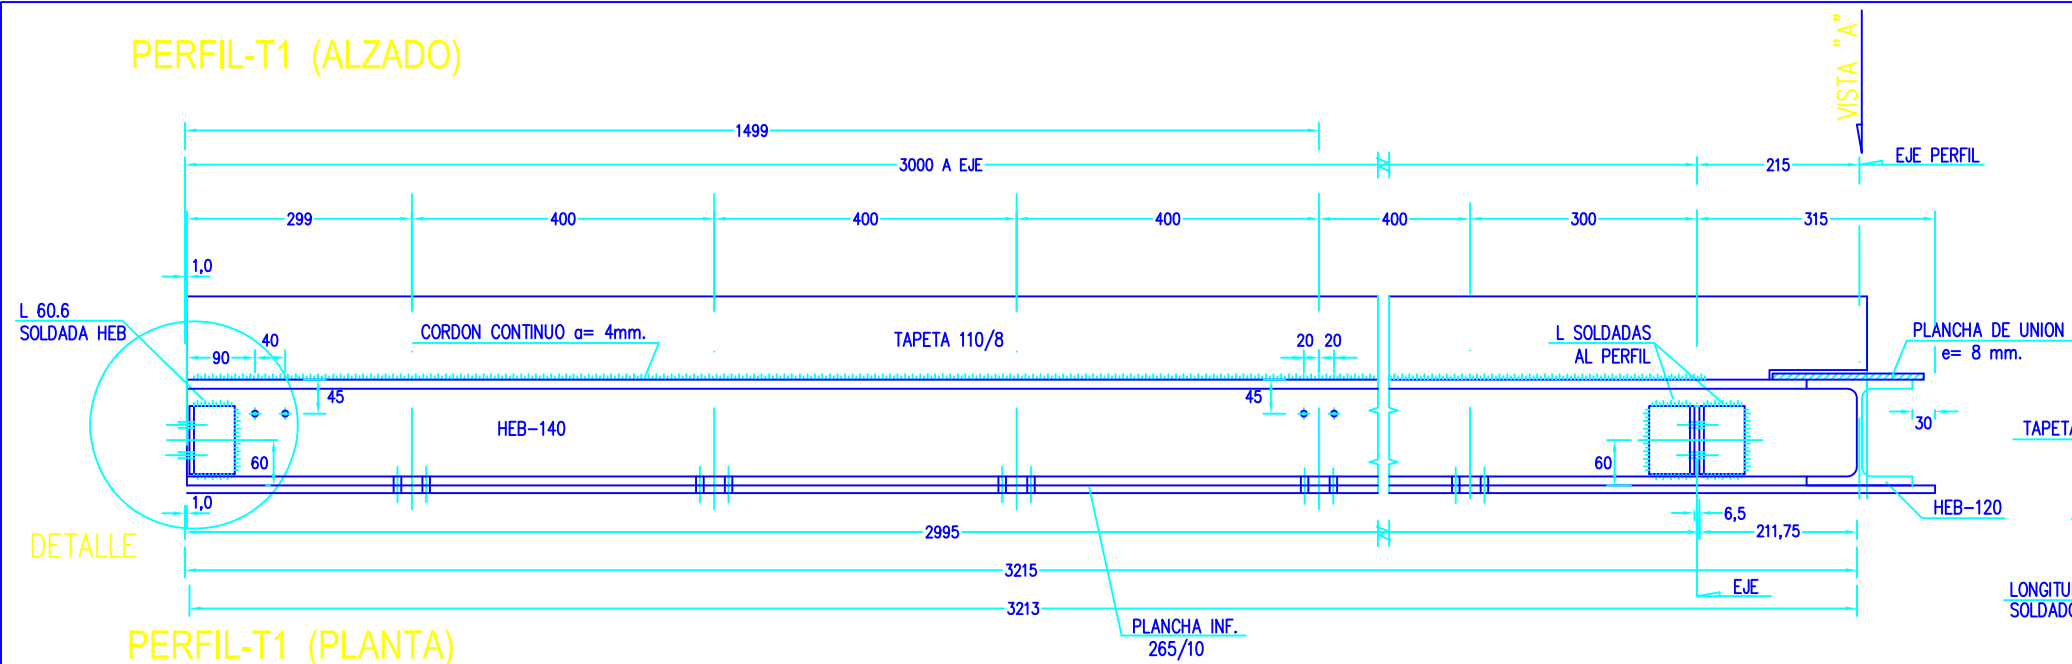 PERFIL-T1 (ALZADO)
VISTA "A"
1499
3000 A EJE
215
EJE PERFIL
299
400
400
400
400
300
315
1,0
L 60.6
SOLDADA HEB
40
90
CORDON CONTINUO a= 4mm.
TAPETA 110/8
20
20
L SOLDADAS
AL PERFIL
PLANCHA DE UNION
e= 8 mm.
45
45
HEB-140
30
TAPETA
60
60
1,0
6,5
HEB-120
DETALLE
2995
211,75
3215
EJE
3213
LONGITU
SOLDADO
PLANCHA INF.
265/10
PERFIL-T1 (PLANTA)